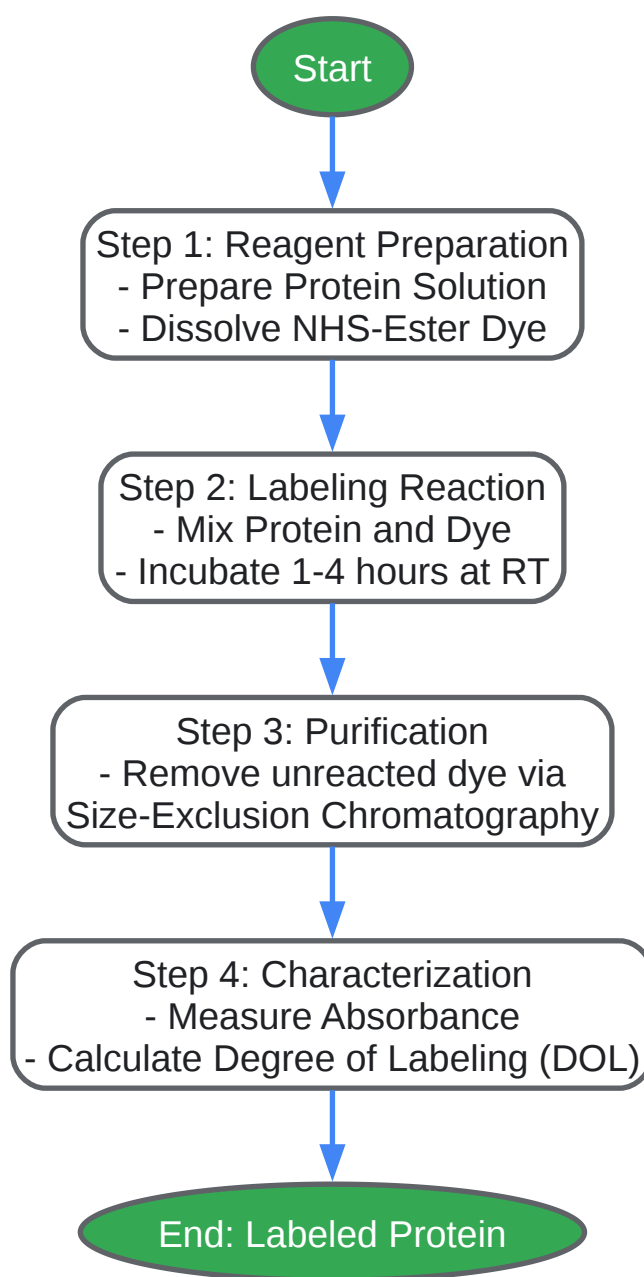 Start
Step 1: Reagent Preparation
- Prepare Protein Solution
- Dissolve NHS-Ester Dye
Step 2: Labeling Reaction
- Mix Protein and Dye
- Incubate 1-4 hours at RT
Step 3: Purification
- Remove unreacted dye via
Size-Exclusion Chromatography
Step 4: Characterization
- Measure Absorbance
- Calculate Degree of Labeling (DOL)
End: Labeled Protein